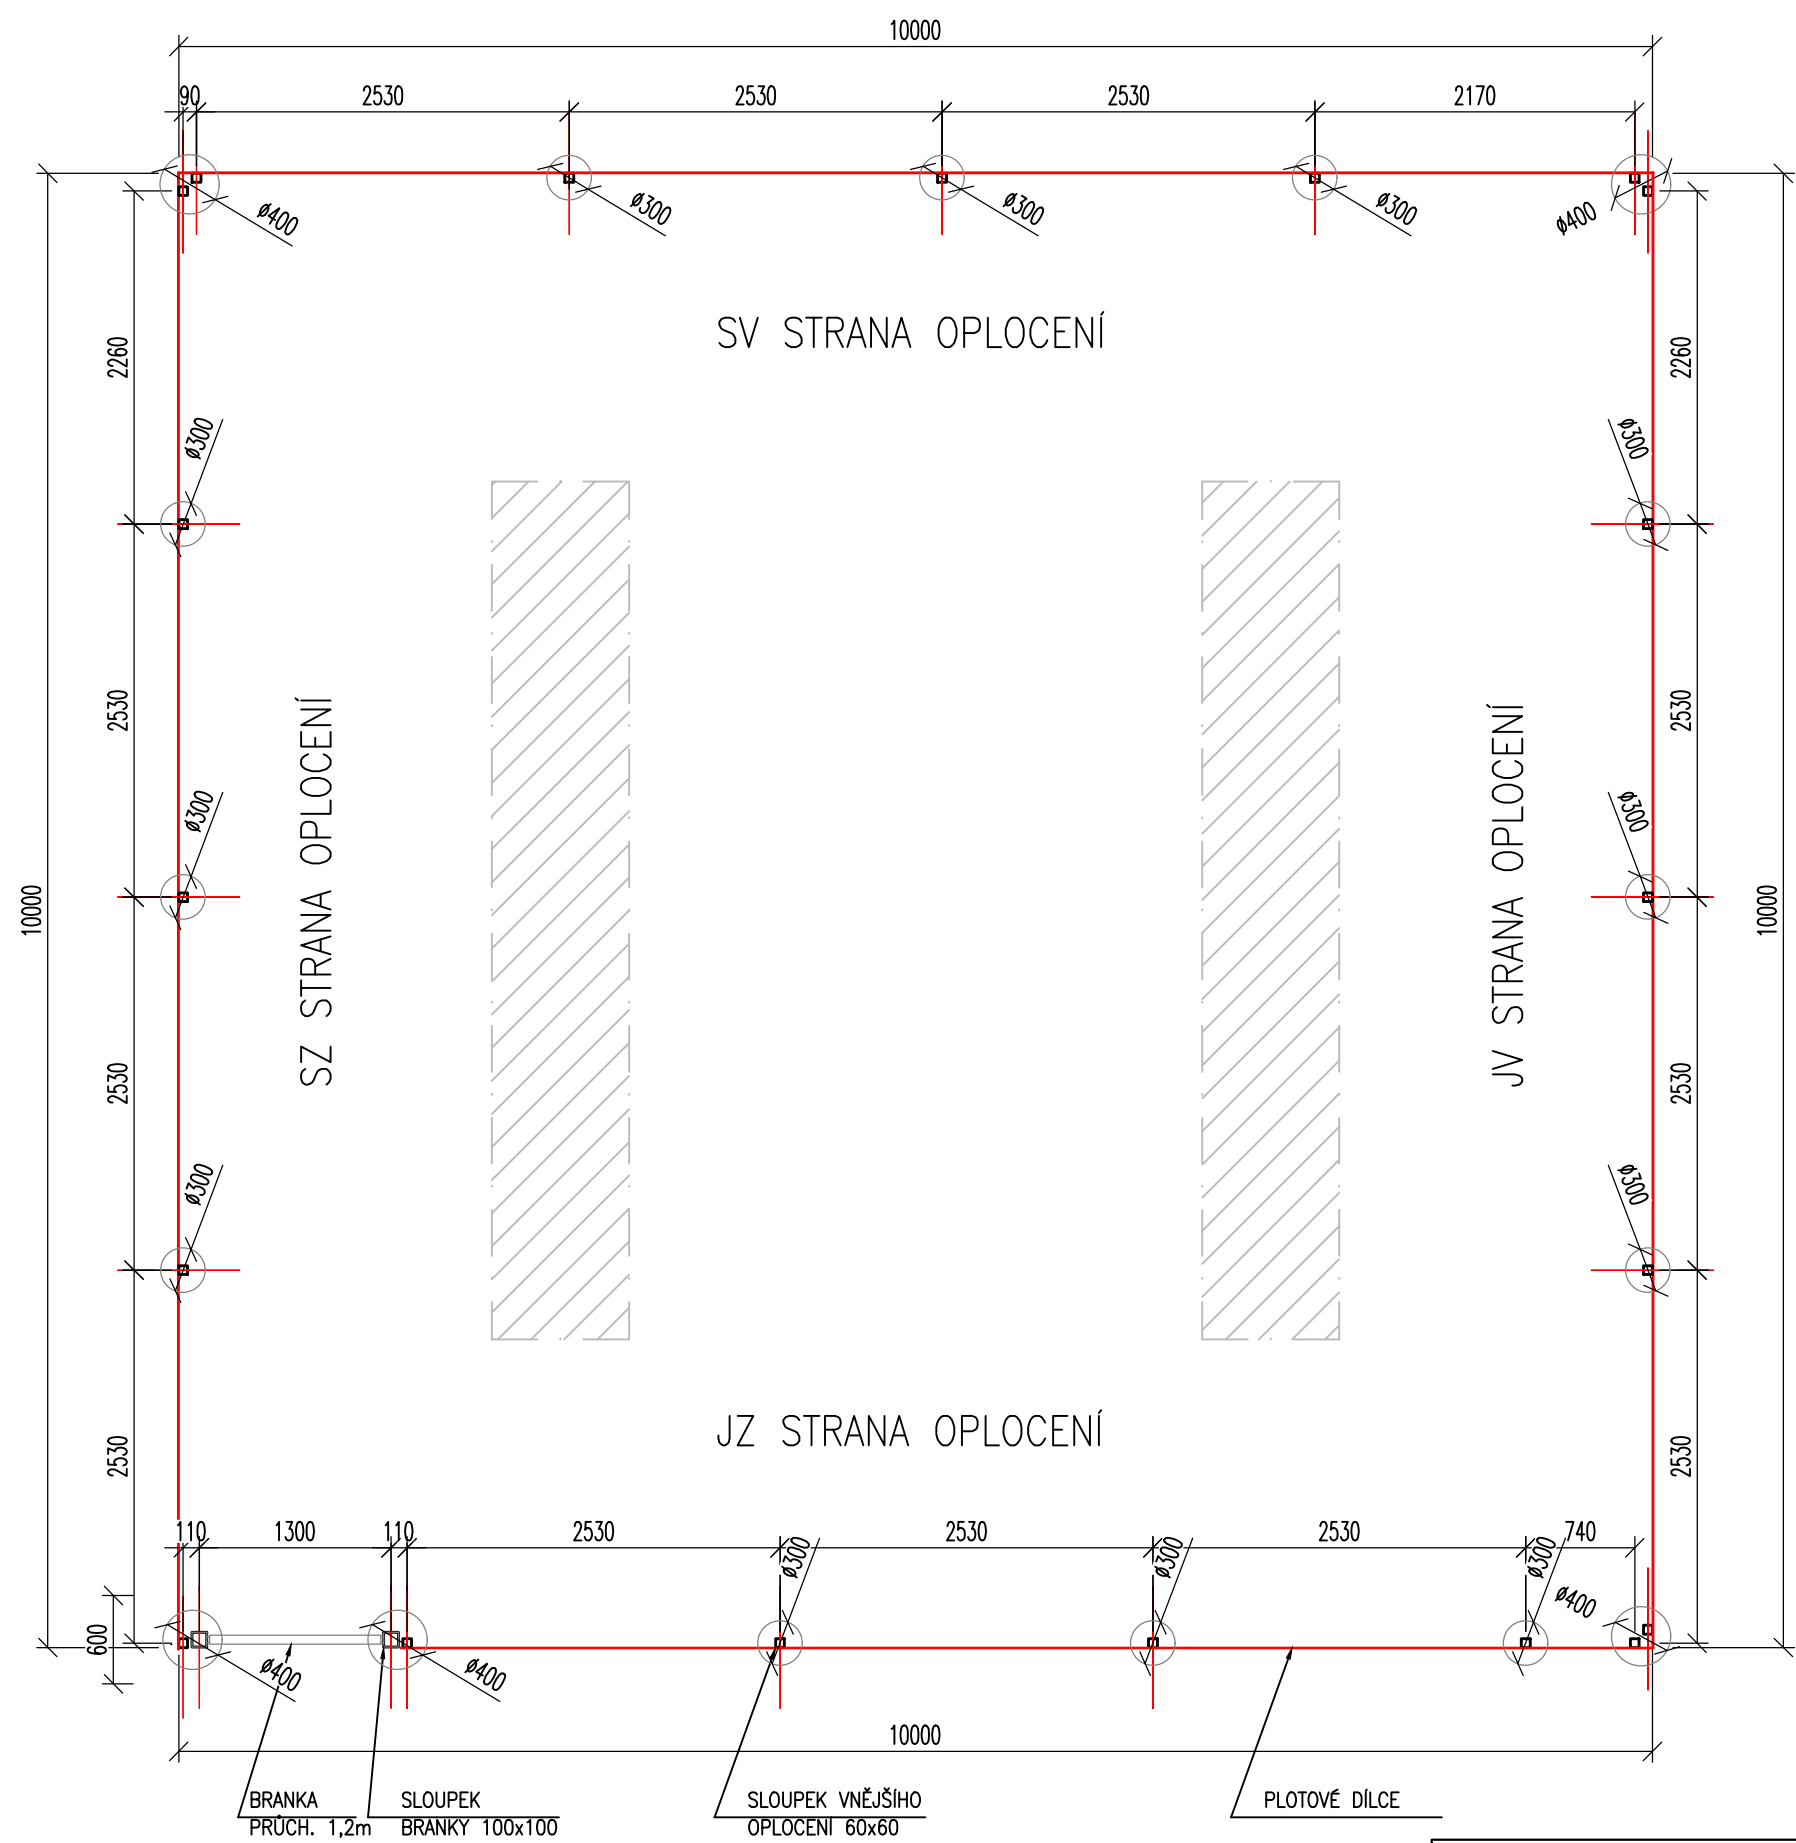 10000
90 2530 2530 2530 2170
ø400 ø300 ø300 ø300 ø400
SV STRANA OPLOCENÍ
2260 2260
ø300 ø300
2530 2530
SZ STRANA OPLOCENÍ
JV STRANA OPLOCENÍ
ø300 ø300
10000 10000
2530 2530
ø300 ø300
JZ STRANA OPLOCENÍ
2530 2530
110 1300 110 2530 2530 2530 740
ø300 ø300 ø300
ø400
600
ø400 ø400
10000
BRANKA
PRŮCH. 1,2m
SLOUPEK
BRANKY 100x100
SLOUPEK VNĚJŠÍHO
OPLOCENÍ 60x60
PLOTOVÉ DÍLCE